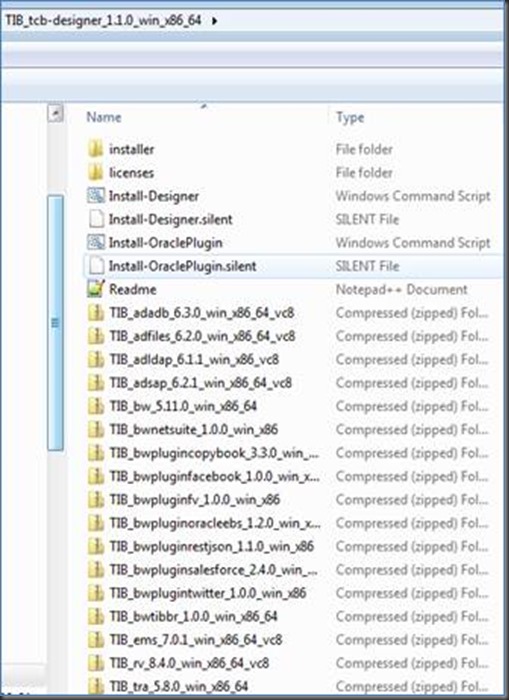 TIB_tcb-designer_1.1.0_win_x86_64
Name Type
installer File folder
licenses File folder
Install-Designer Windows Command Script
Install-Designer.silent SILENT File
Install-OraclePlugin Windows Command Script
Install-OraclePlugin.silent SILENT File
Readme Notepad++ Document
TIB_adadb_6.3.0_win_x86_64_vc8 Compressed (zipped) Fol...
TIB_adfiles_6.2.0_win_x86_64_vc8 Compressed (zipped) Fol...
TIB_adldap_6.1.1_win_x86_vc8 Compressed (zipped) Fol...
TIB_adsap_6.2.1_win_x86_64_vc8 Compressed (zipped) Fol...
TIB_bw_5.11.0_win_x86_64 Compressed (zipped) Fol...
TIB_bwnetsuite_1.0.0_win_x86 Compressed (zipped) Fol...
TIB_bwplugincopybook_3.3.0_win_... Compressed (zipped) Fol...
TIB_bwpluginfacebook_1.0.0_win_x... Compressed (zipped) Fol...
TIB_bwpluginfv_1.0.0_win_x86 Compressed (zipped) Fol...
TIB_bwpluginoracleebs_1.2.0_win_x... Compressed (zipped) Fol...
TIB_bwpluginrestjson_1.1.0_win_x86 Compressed (zipped) Fol...
TIB_bwpluginsalesforce_2.4.0_win_... Compressed (zipped) Fol...
TIB_bwplugintwitter_1.0.0_win_x86 Compressed (zipped) Fol...
TIB_bwtibbr_1.0.0_win_x86_64 Compressed (zipped) Fol...
TIB_ems_7.0.1_win_x86_64_vc8 Compressed (zipped) Fol...
TIB_rv_8.4.0_win_x86_64_vc8 Compressed (zipped) Fol...
TIB_tra_5.8.0_win_x86_64 Compressed (zipped) Fol...